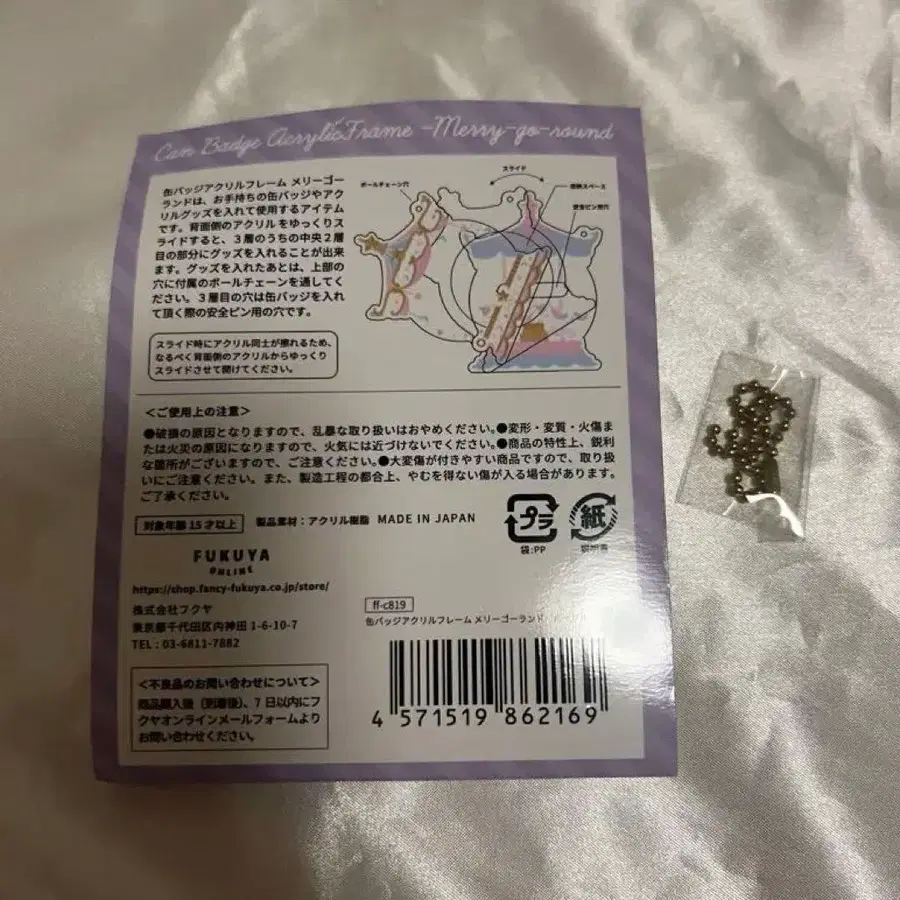 Can Badge Acrylic Frame -Merry-go-round
缶バッジアクリルフレーム メリーゴー
ランドは、お手持ちの缶バッジやアク
リルグッズを入れて使用するアイテム
です。背面側のアクリルをゆっくりス
ライドすると、３層のうちの中央２層
目の部分にグッズを入れることが出来
ます。グッズを入れたあとは、上部の
穴に付属のボールチェーンを通してく
ださい。３層目の穴は缶バッジを入れ
て頂く際の安全ピン用の穴です。
スライド時にアクリル同士が擦れるため、
なるべく背面側のアクリルからゆっくり
スライドさせて開けてください。
ボールチェーン穴
スライド
収納スペース
安全ピン用穴
＜ご使用上の注意＞
●破損の原因となりますので、乱暴な取り扱いはおやめください。●変形・変質・火傷ま
たは火災の原因になりますので、火気には近づけないでください。●商品の特性上、鋭利
な箇所がございますので、ご注意ください。●大変傷が付きやすい商品ですので、取り扱
いにご注意ください。また、製造工程の都合上、やむを得ない傷が入る場合があります。
ご了承ください。
対象年齢 15才以上 製品素材：アクリル樹脂 MADE IN JAPAN
プラ
袋:PP
紙
FUKUYA
ONLINE
https://shop.fancy-fukuya.co.jp/store/
株式会社フクヤ
東京都千代田区内神田 1-6-10-7
TEL : 03-6811-7882
＜不良品のお問い合わせについて＞
商品購入後（到着後）、7 日以内にフ
クヤオンラインメールフォームより
お問い合わせください。
ff-c819
缶バッジアクリルフレーム メリーゴーランド
4 571519 862169